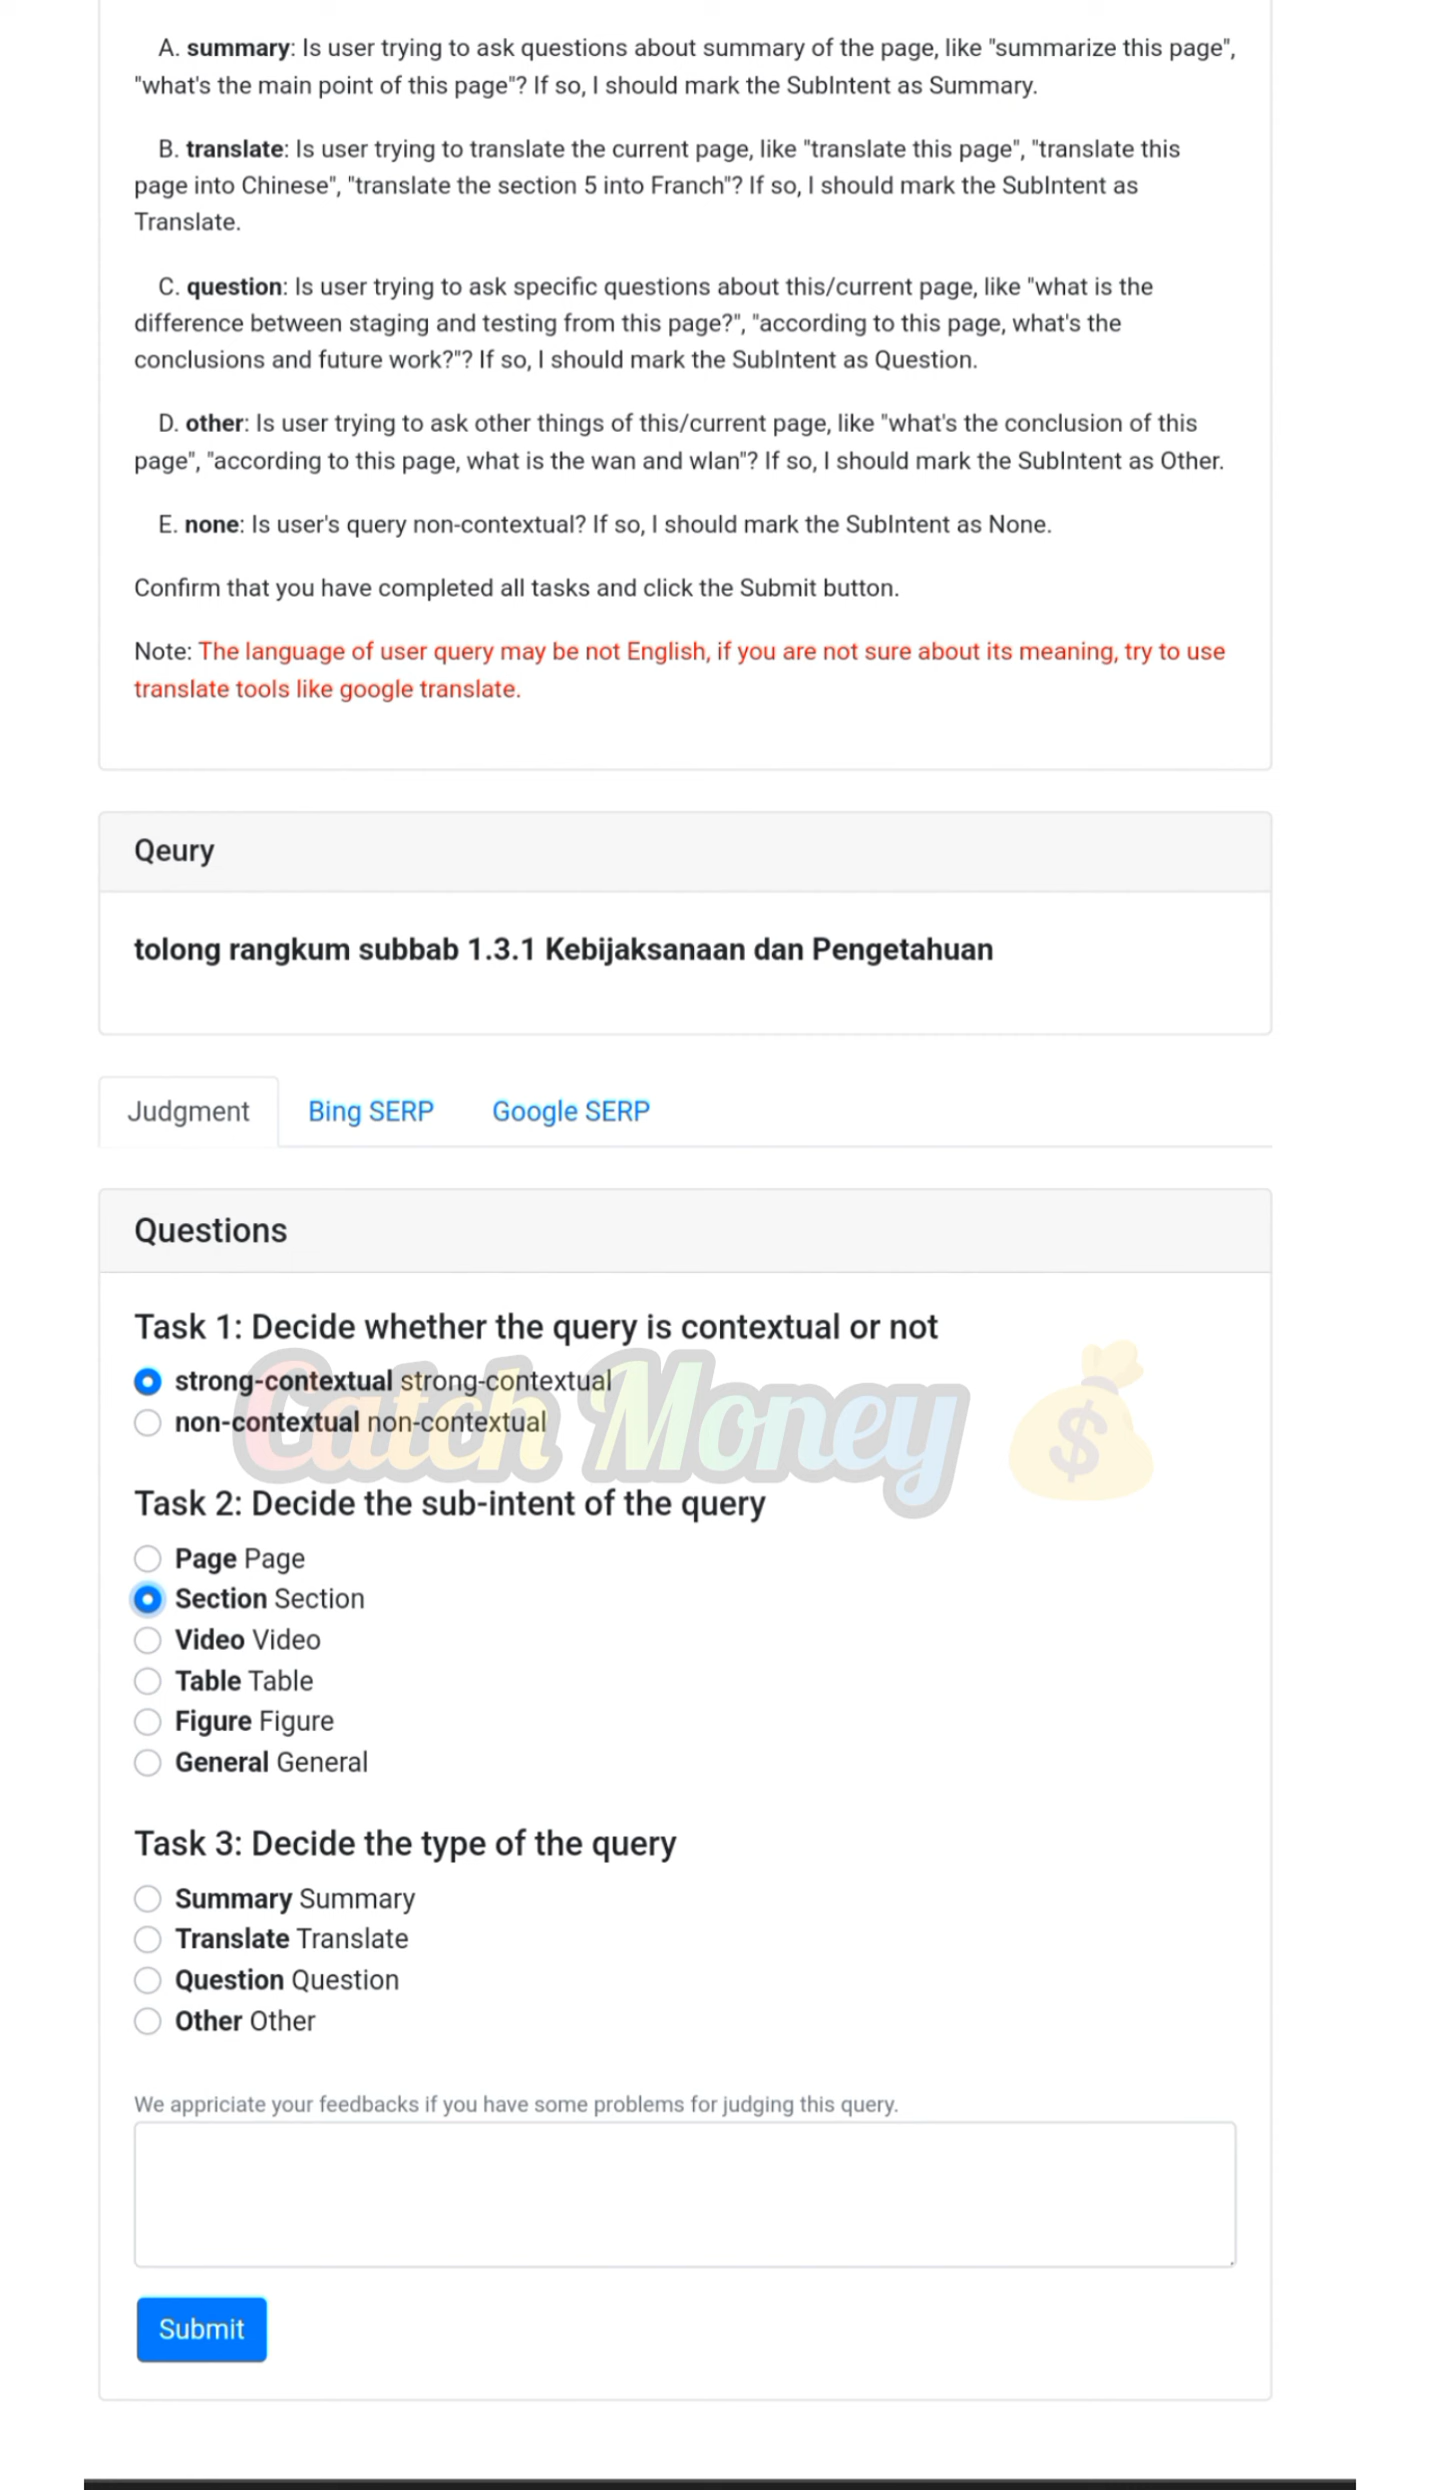 A. summary: Is user trying to ask questions about summary of the page, like "summarize this page",
"what's the main point of this page"? If so, I should mark the SubIntent as Summary.
B. translate: Is user trying to translate the current page, like "translate this page", "translate this
page into Chinese", "translate the section 5 into Franch"? If so, I should mark the SubIntent as
Translate.
C. question: Is user trying to ask specific questions about this/current page, like "what is the
difference between staging and testing from this page?", "according to this page, what's the
conclusions and future work?"? If so, I should mark the SubIntent as Question.
D. other: Is user trying to ask other things of this/current page, like "what's the conclusion of this
page", "according to this page, what is the wan and wlan"? If so, I should mark the SubIntent as Other.
E. none: Is user's query non-contextual? If so, I should mark the SubIntent as None.
Confirm that you have completed all tasks and click the Submit button.
Note: The language of user query may be not English, if you are not sure about its meaning, try to use
translate tools like google translate.
Qeury
tolong rangkum subbab 1.3.1 Kebijaksanaan dan Pengetahuan
Judgment Bing SERP Google SERP
Questions
Task 1: Decide whether the query is contextual or not
strong-contextual strong-contextual
non-contextual non-contextual
Catch Money
Task 2: Decide the sub-intent of the query
Page Page
Section Section
Video Video
Table Table
Figure Figure
General General
Task 3: Decide the type of the query
Summary Summary
Translate Translate
Question Question
Other Other
We appriciate your feedbacks if you have some problems for judging this query.
Submit